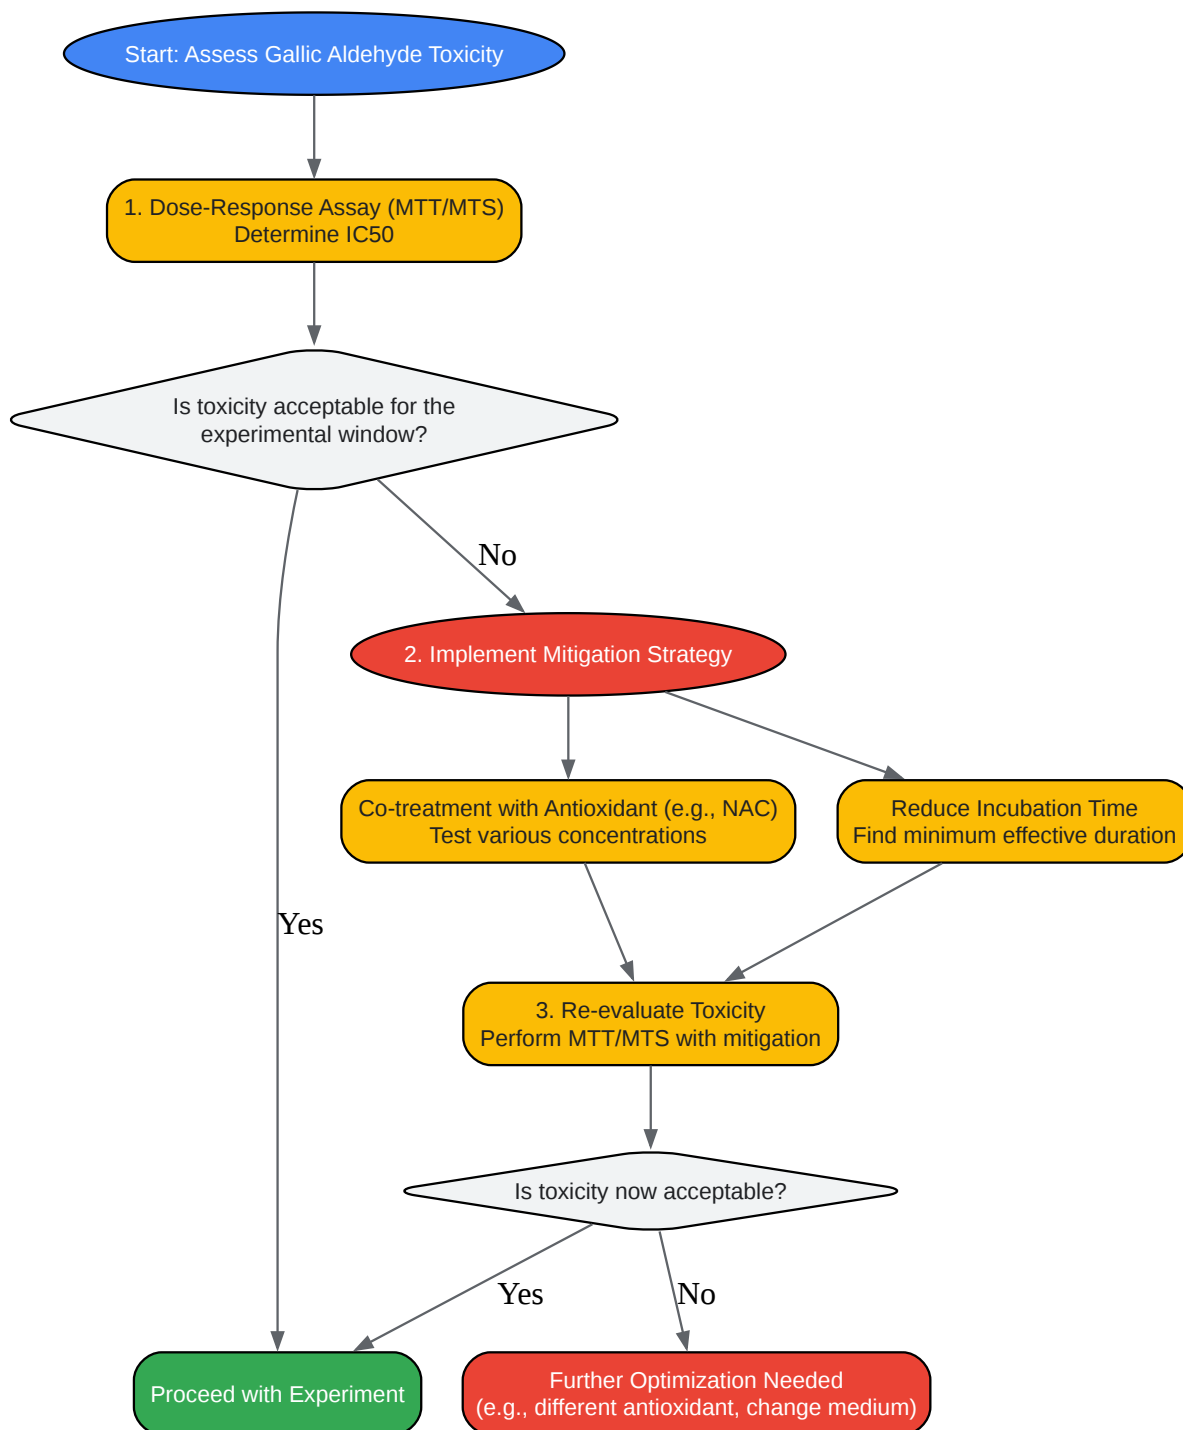 Start: Assess Gallic Aldehyde Toxicity
1. Dose-Response Assay (MTT/MTS)
Determine IC50
Is toxicity acceptable for the
experimental window?
No
2. Implement Mitigation Strategy
Co-treatment with Antioxidant (e.g., NAC)
Test various concentrations
Reduce Incubation Time
Find minimum effective duration
Yes
3. Re-evaluate Toxicity
Perform MTT/MTS with mitigation
Is toxicity now acceptable?
Yes
No
Proceed with Experiment
Further Optimization Needed
(e.g., different antioxidant, change medium)